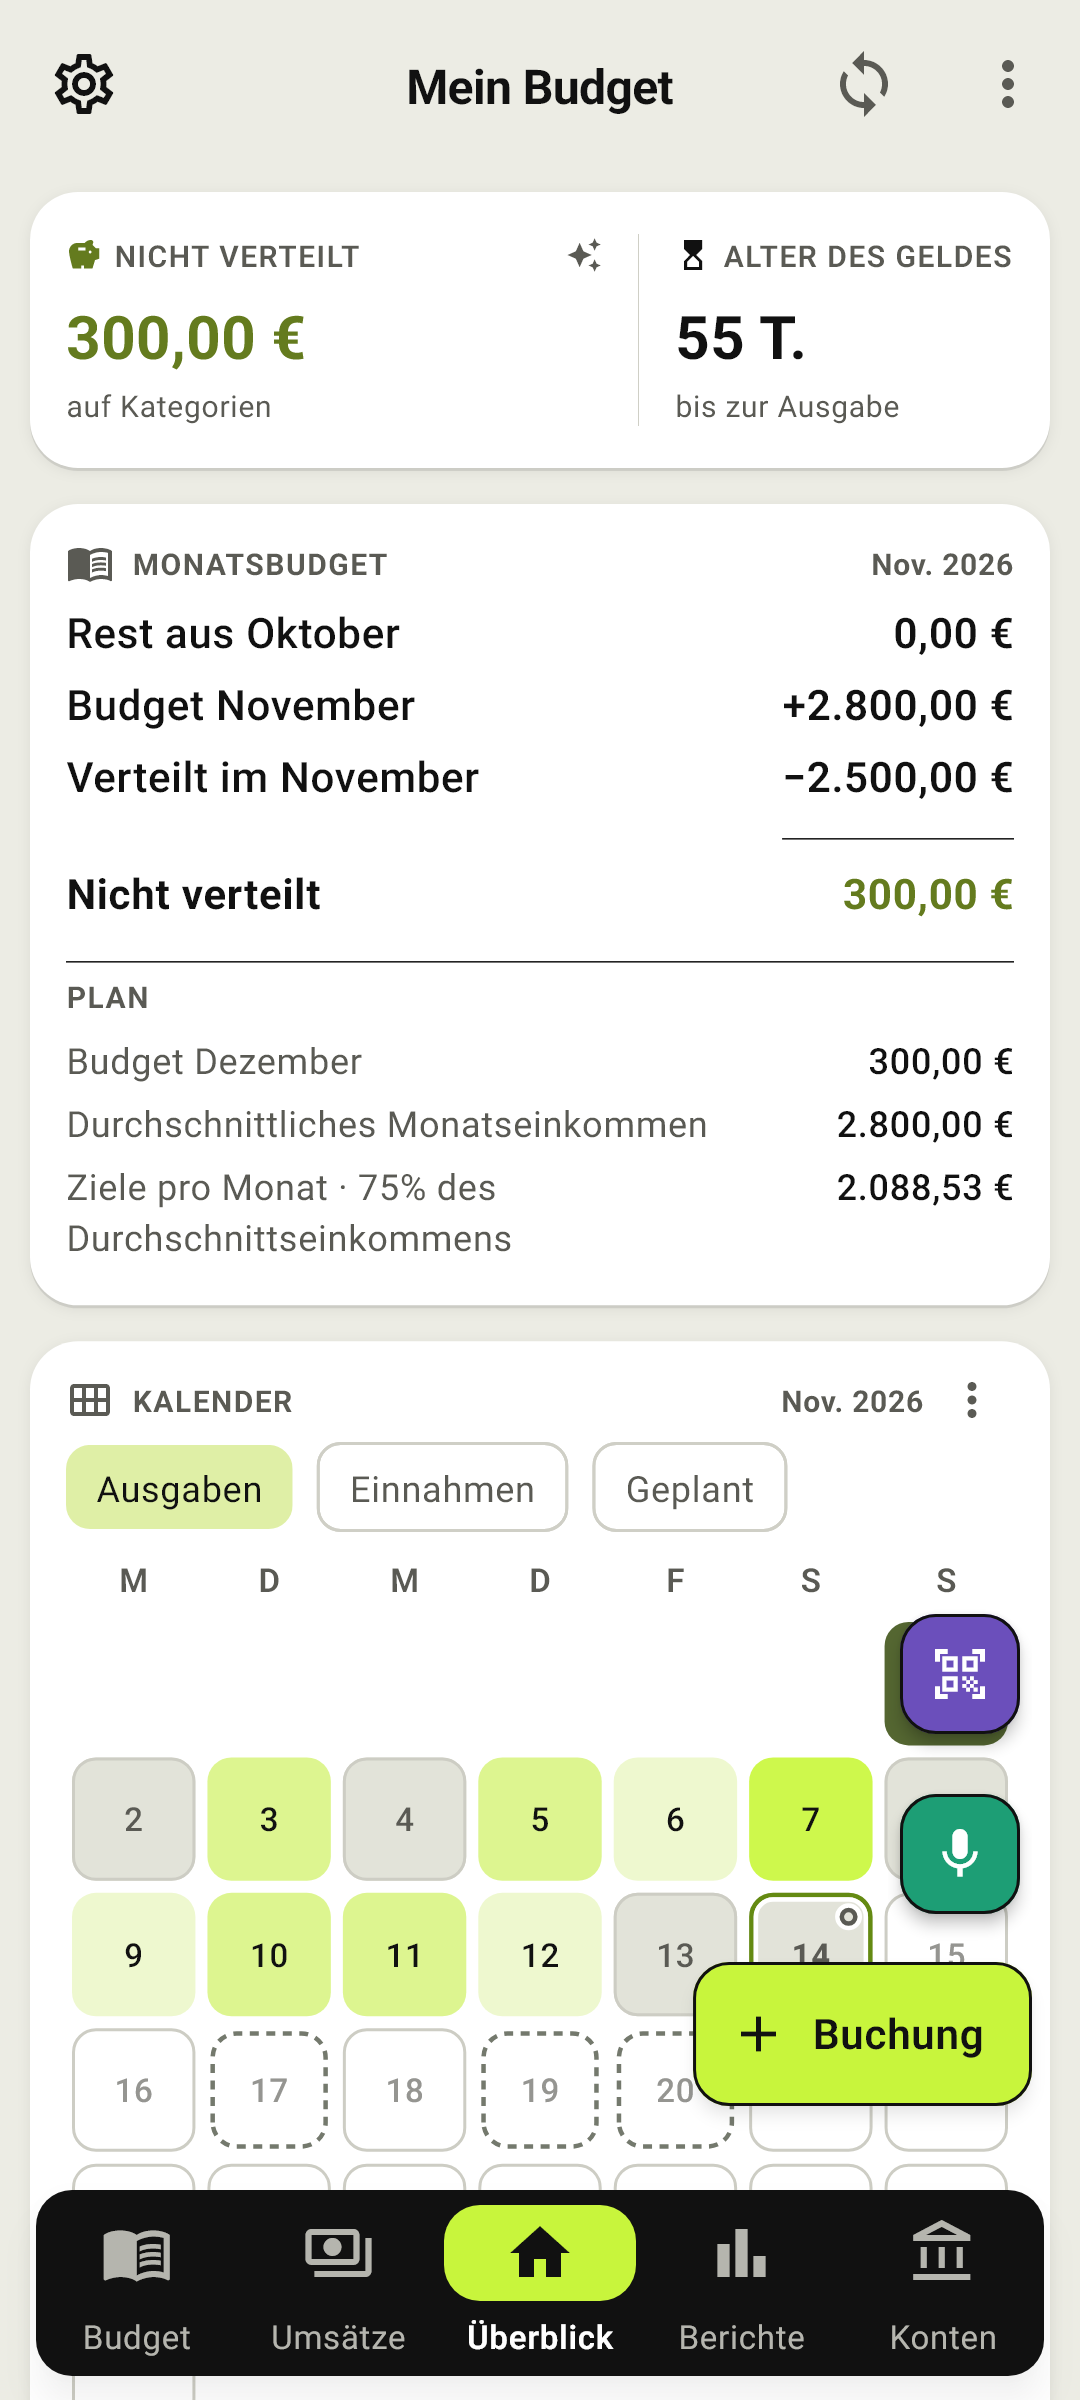 Mein Budget
NICHT VERTEILT
300,00 €
auf Kategorien
ALTER DES GELDES
55 T.
bis zur Ausgabe
MONATSBUDGET
Nov. 2026
Rest aus Oktober
0,00 €
Budget November
+2.800,00 €
Verteilt im November
−2.500,00 €
Nicht verteilt
300,00 €
PLAN
Budget Dezember
300,00 €
Durchschnittliches Monatseinkommen
2.800,00 €
Ziele pro Monat · 75% des
2.088,53 €
Durchschnittseinkommens
KALENDER
Nov. 2026
Ausgaben
Einnahmen
Geplant
M D M D F S S
2 3 4 5 6 7
9 10 11 12 13 14 15
Buchung
16 17 18 19 20
Budget
Umsätze
Überblick
Berichte
Konten